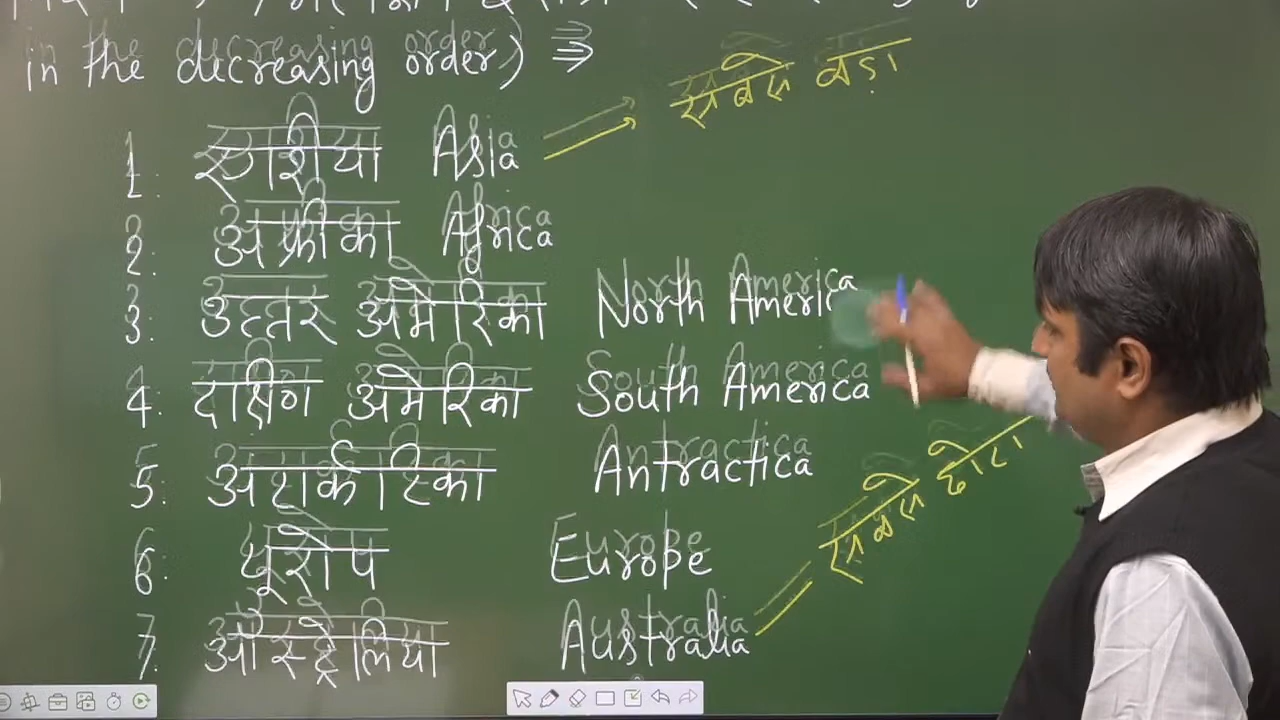 in the decreasing order) ⇒
सबसे बड़ा
1. एशिया Asia
2. अफ्रीका Africa
3. उत्तर अमेरिका North America
4. दक्षिण अमेरिका South America
5. अंटार्कटिका Antractica
सबसे छोटा
6. यूरोप Europe
7. ऑस्ट्रेलिया Australia